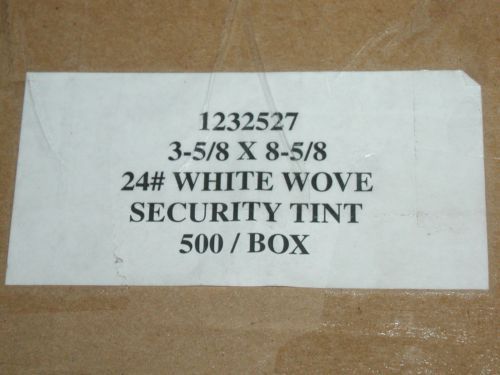 1232527
3-5/8 X 8-5/8
24# WHITE WOVE
SECURITY TINT
500 / BOX